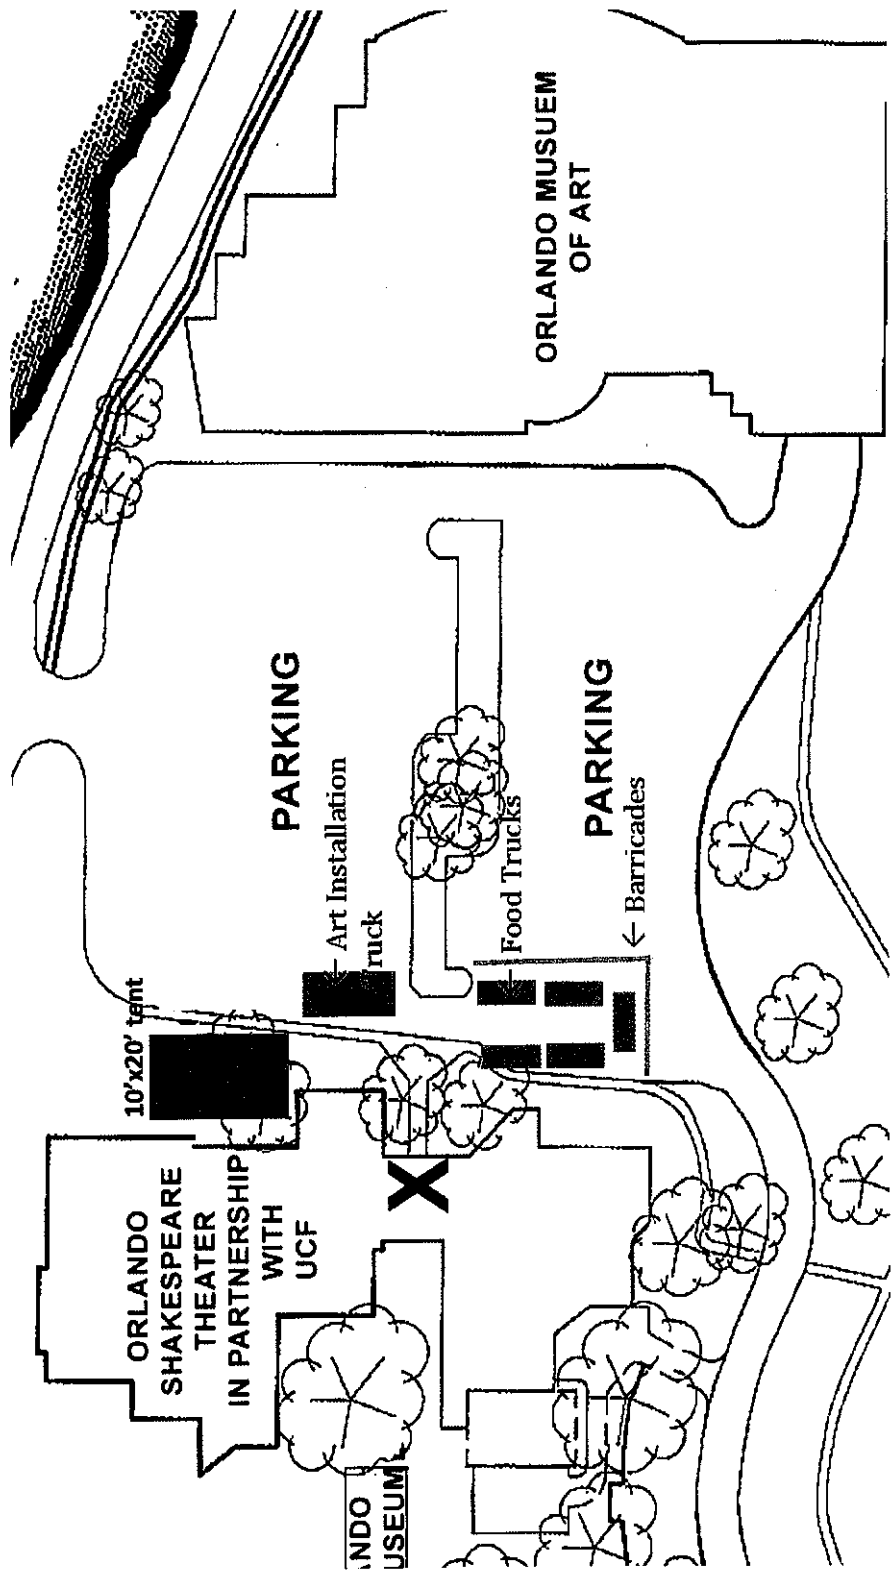 ORLANDO
SHAKESPEARE
THEATER
IN PARTNERSHIP
WITH
UCF
10'x20' tent
X
ANDO
USEUM
PARKING
← Art Installation
ruck
← Food Trucks
PARKING
← Barricades
ORLANDO MUSUEM
OF ART